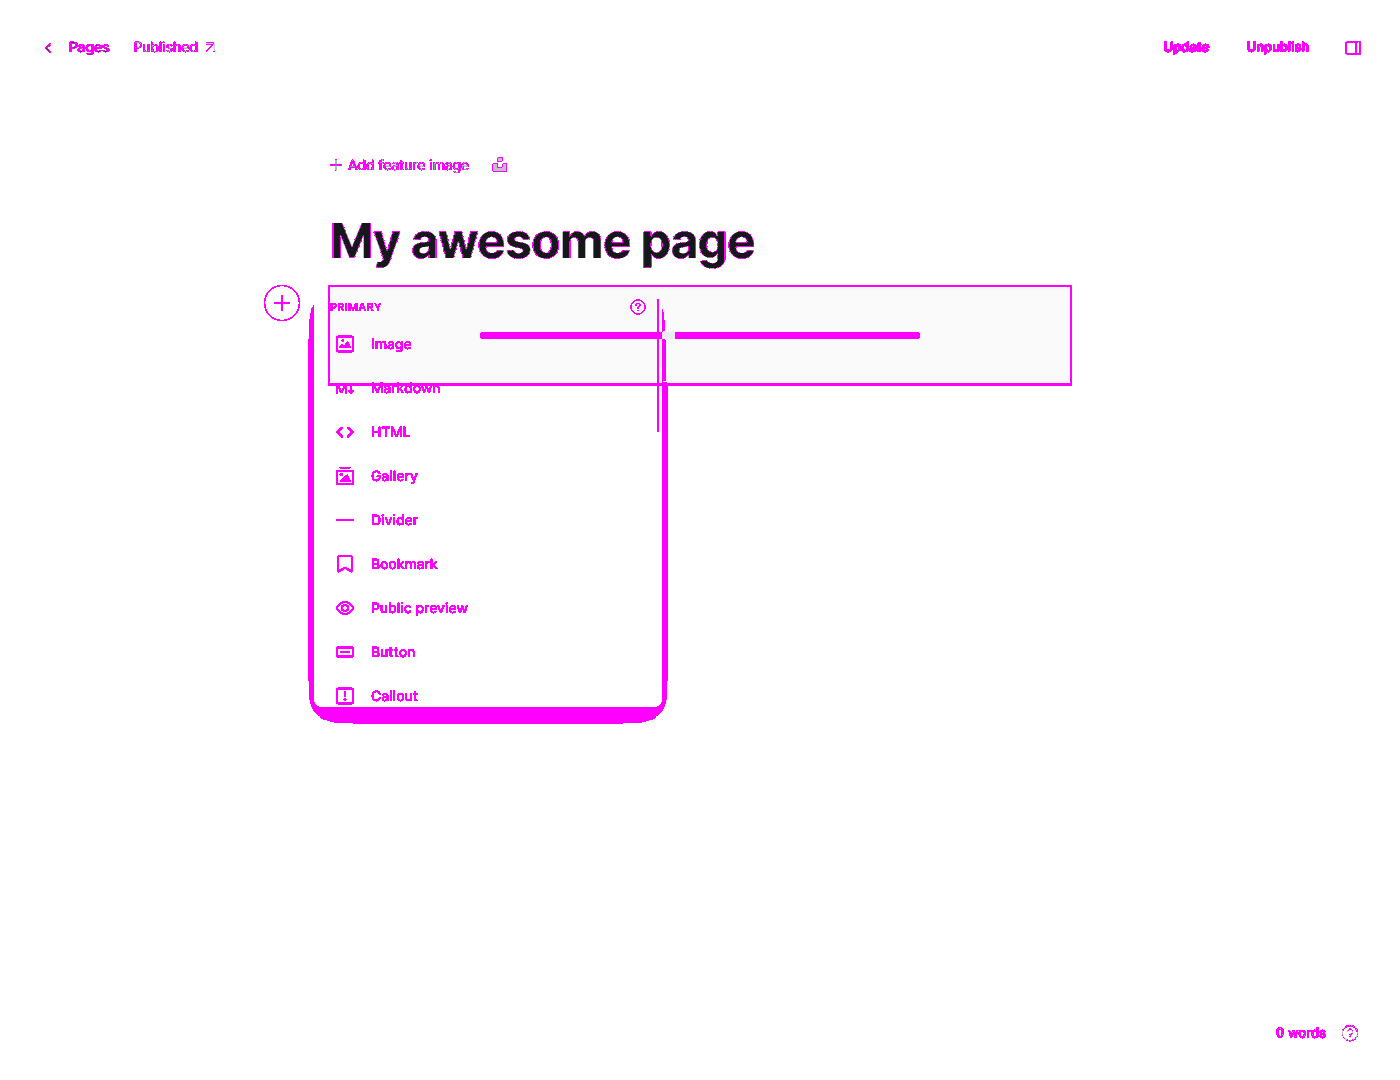 Pages Published
Update Unpublish
Add feature image
My awesome page
PRIMARY
Image
Markdown
HTML
Gallery
Divider
Bookmark
Public preview
Button
Callout
0 words